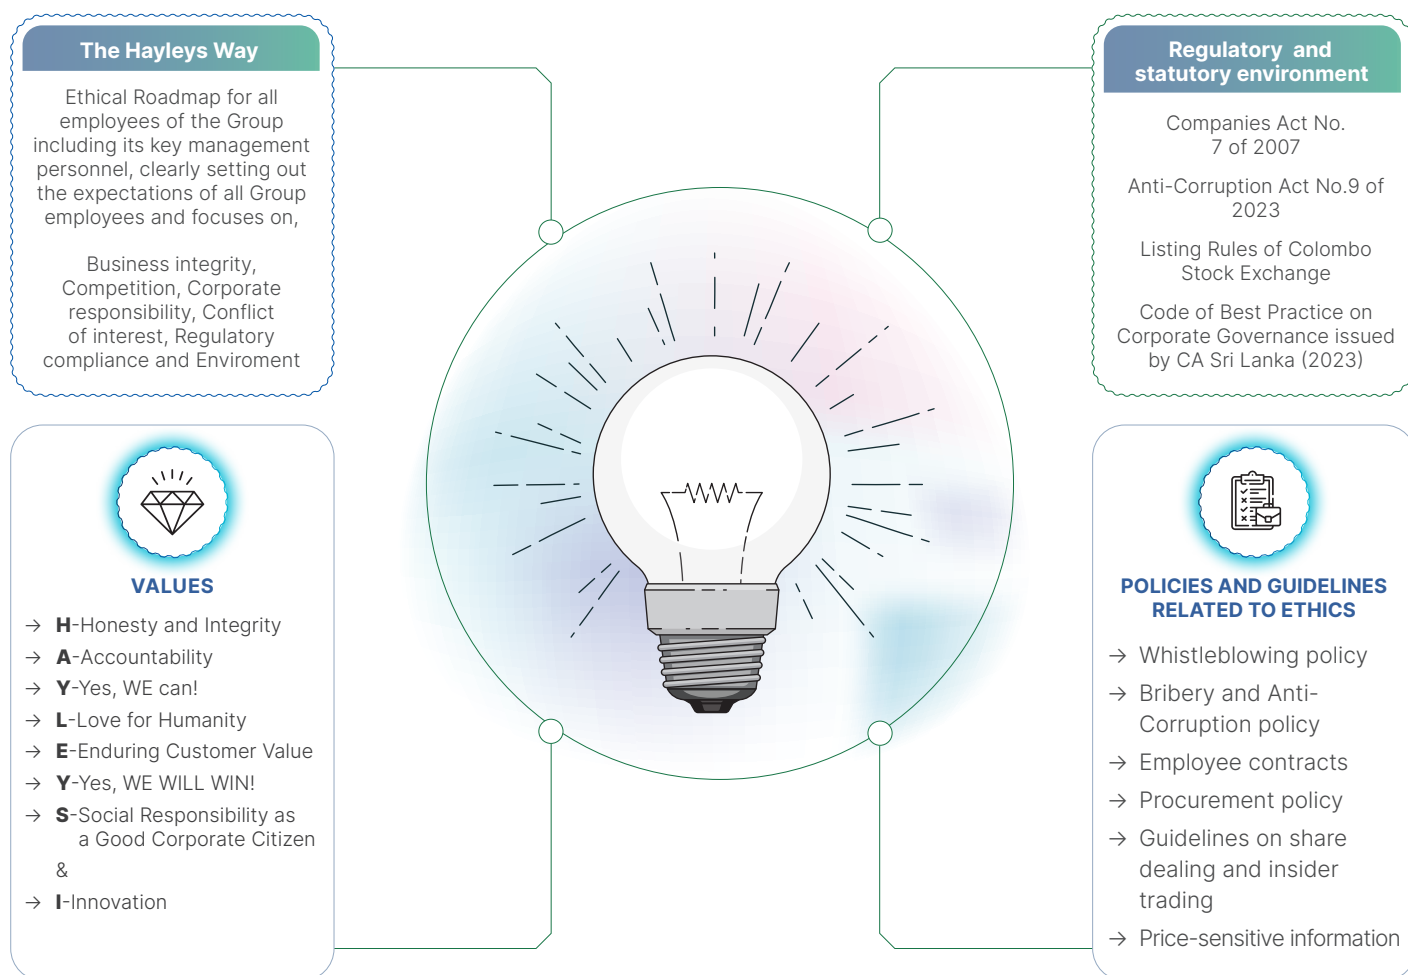 The Hayleys Way
Ethical Roadmap for all
employees of the Group
including its key management
personnel, clearly setting out
the expectations of all Group
employees and focuses on,
Business integrity,
Competition, Corporate
responsibility, Conflict
of interest, Regulatory
compliance and Enviroment
Regulatory and
statutory environment
Companies Act No.
7 of 2007
Anti-Corruption Act No.9 of
2023
Listing Rules of Colombo
Stock Exchange
Code of Best Practice on
Corporate Governance issued
by CA Sri Lanka (2023)
VALUES
→ H-Honesty and Integrity
→ A-Accountability
→ Y-Yes, WE can!
→ L-Love for Humanity
→ E-Enduring Customer Value
→ Y-Yes, WE WILL WIN!
→ S-Social Responsibility as
a Good Corporate Citizen
&
→ I-Innovation
POLICIES AND GUIDELINES
RELATED TO ETHICS
→ Whistleblowing policy
→ Bribery and Anti-
Corruption policy
→ Employee contracts
→ Procurement policy
→ Guidelines on share
dealing and insider
trading
→ Price-sensitive information